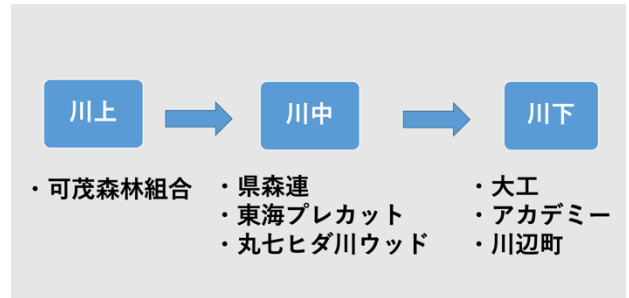 川上
川中
川下
・可茂森林組合
・県森連
・東海プレカット
・丸七ヒダ川ウッド
・大工
・アカデミー
・川辺町